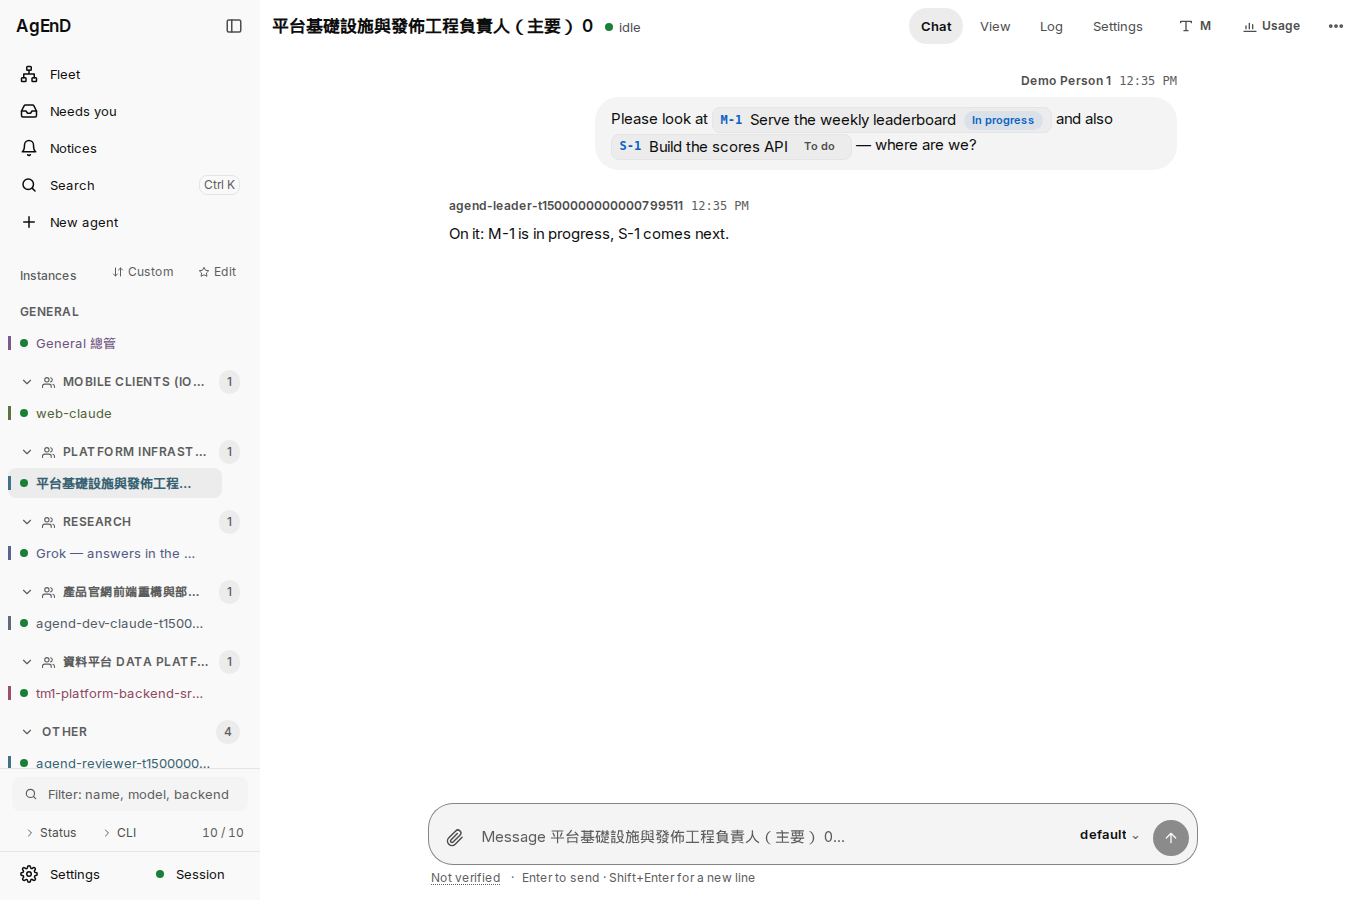 AgEnD
Fleet
Needs you
Notices
Search Ctrl K
New agent
Instances Custom Edit
GENERAL
General 總管
MOBILE CLIENTS (IO... 1
web-claude
PLATFORM INFRAST... 1
平台基礎設施與發佈工程...
RESEARCH 1
Grok — answers in the ...
產品官網前端重構與部... 1
agend-dev-claude-t1500...
資料平台 DATA PLATF... 1
tm1-platform-backend-sr...
OTHER 4
agend-reviewer-t1500000...
Filter: name, model, backend
Status CLI 10 / 10
Settings Session
平台基礎設施與發佈工程負責人（主要）0 idle
Chat View Log Settings M Usage
Demo Person 1 12:35 PM
Please look at M-1 Serve the weekly leaderboard In progress and also
S-1 Build the scores API To do — where are we?
agend-leader-t1500000000000799511 12:35 PM
On it: M-1 is in progress, S-1 comes next.
Message 平台基礎設施與發佈工程負責人（主要）0... default
Not verified · Enter to send · Shift+Enter for a new line